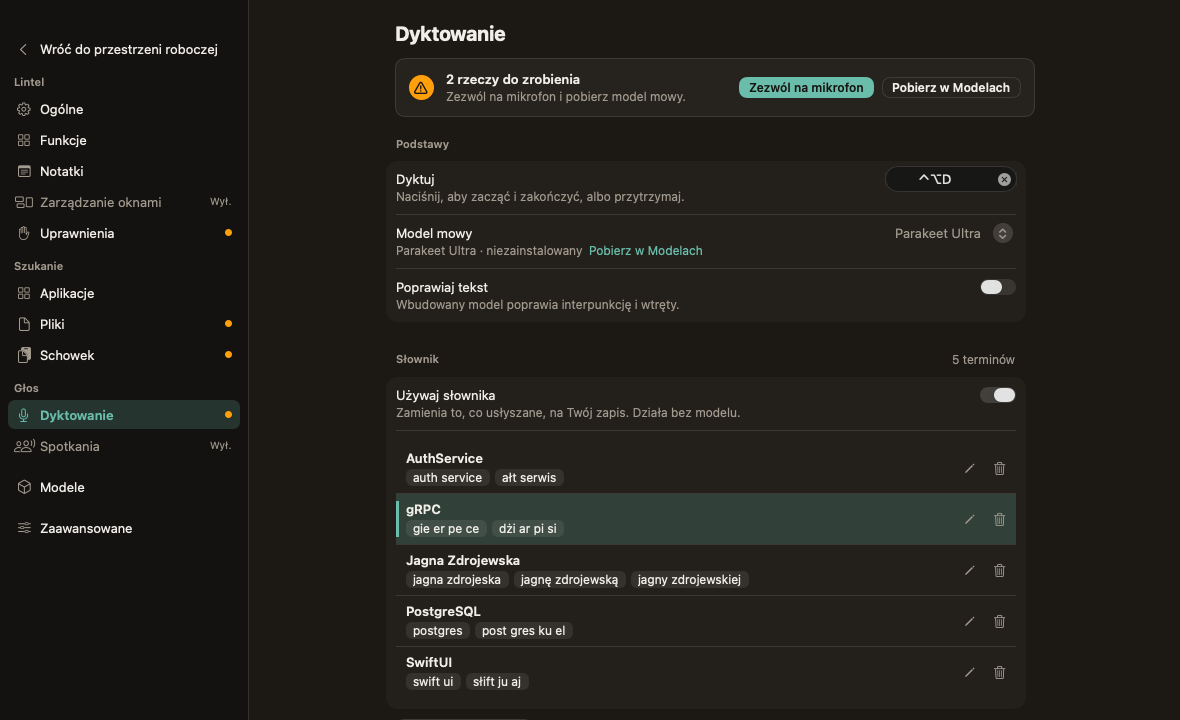 Wróć do przestrzeni roboczej
Lintel
Ogólne
Funkcje
Notatki
Zarządzanie oknami Wył.
Uprawnienia
Szukanie
Aplikacje
Pliki
Schowek
Głos
Dyktowanie
Spotkania Wył.
Modele
Zaawansowane
Dyktowanie
2 rzeczy do zrobienia
Zezwól na mikrofon i pobierz model mowy.
Zezwól na mikrofon
Pobierz w Modelach
Podstawy
Dyktuj
Naciśnij, aby zacząć i zakończyć, albo przytrzymaj.
⌃⌥D
Model mowy
Parakeet Ultra · niezainstalowany Pobierz w Modelach
Parakeet Ultra
Poprawiaj tekst
Wbudowany model poprawia interpunkcję i wtręty.
Słownik
5 terminów
Używaj słownika
Zamienia to, co usłyszane, na Twój zapis. Działa bez modelu.
AuthService
auth service ałt serwis
gRPC
gie er pe ce dżi ar pi si
Jagna Zdrojewska
jagna zdrojeska jagnę zdrojewską jagny zdrojewskiej
PostgreSQL
postgres post gres ku el
SwiftUI
swift ui słift ju aj